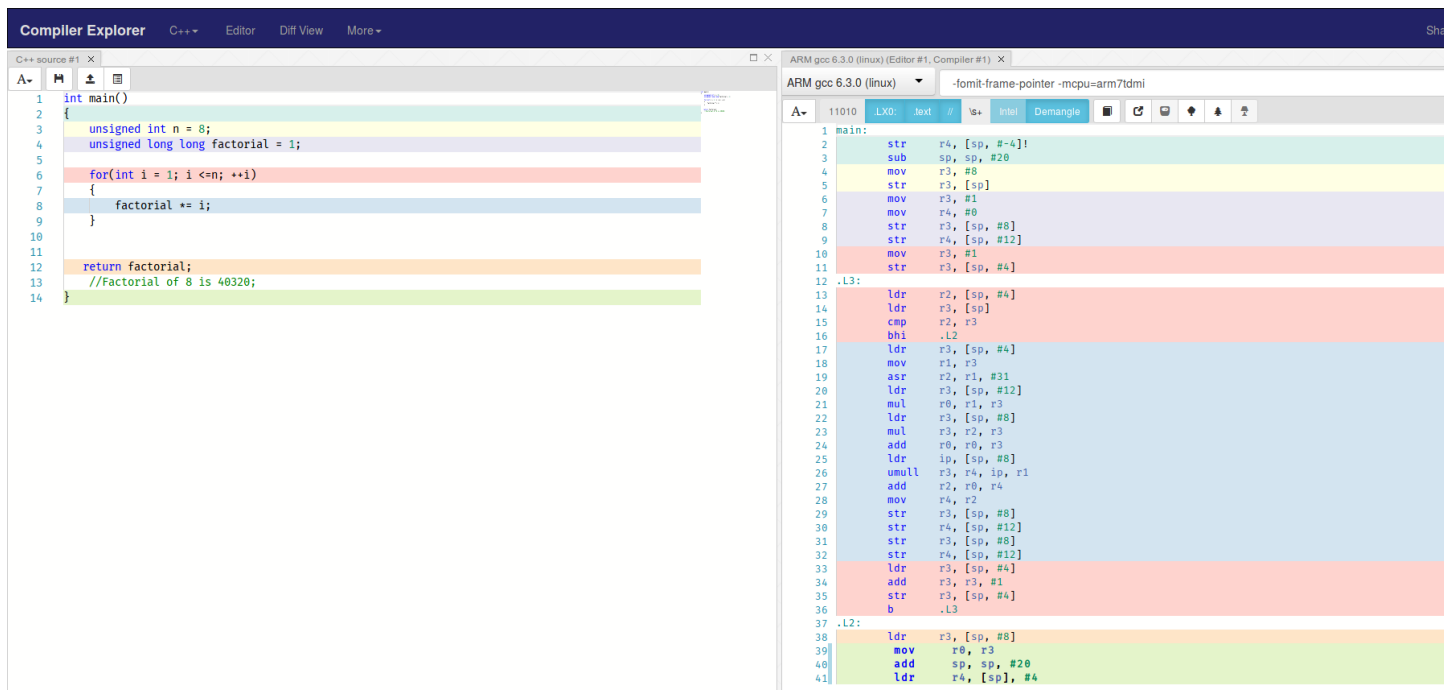 Compiler Explorer C++ Editor Diff View More Sha
C++ source #1 X
A
1 int main()
2 {
3 unsigned int n = 8;
4 unsigned long long factorial = 1;
5
6 for(int i = 1; i <=n; ++i)
7 {
8 factorial *= i;
9 }
10
11
12 return factorial;
13 //Factorial of 8 is 40320;
14 }
ARM gcc 6.3.0 (linux) (Editor #1, Compiler #1) X
ARM gcc 6.3.0 (linux) -fomit-frame-pointer -mcpu=arm7tdmi
A 11010 .LX0: .text // \s+ Intel Demangle
1 main:
2 str r4, [sp, #-4]!
3 sub sp, sp, #20
4 mov r3, #8
5 str r3, [sp]
6 mov r3, #1
7 mov r4, #0
8 str r3, [sp, #8]
9 str r4, [sp, #12]
10 mov r3, #1
11 str r3, [sp, #4]
12 .L3:
13 ldr r2, [sp, #4]
14 ldr r3, [sp]
15 cmp r2, r3
16 bhi .L2
17 ldr r3, [sp, #4]
18 mov r1, r3
19 asr r2, r1, #31
20 ldr r3, [sp, #12]
21 mul r0, r1, r3
22 ldr r3, [sp, #8]
23 mul r3, r2, r3
24 add r0, r0, r3
25 ldr ip, [sp, #8]
26 umull r3, r4, ip, r1
27 add r2, r0, r4
28 mov r4, r2
29 str r3, [sp, #8]
30 str r4, [sp, #12]
31 str r3, [sp, #8]
32 str r4, [sp, #12]
33 ldr r3, [sp, #4]
34 add r3, r3, #1
35 str r3, [sp, #4]
36 b .L3
37 .L2:
38 ldr r3, [sp, #8]
39 mov r0, r3
40 add sp, sp, #20
41 ldr r4, [sp], #4